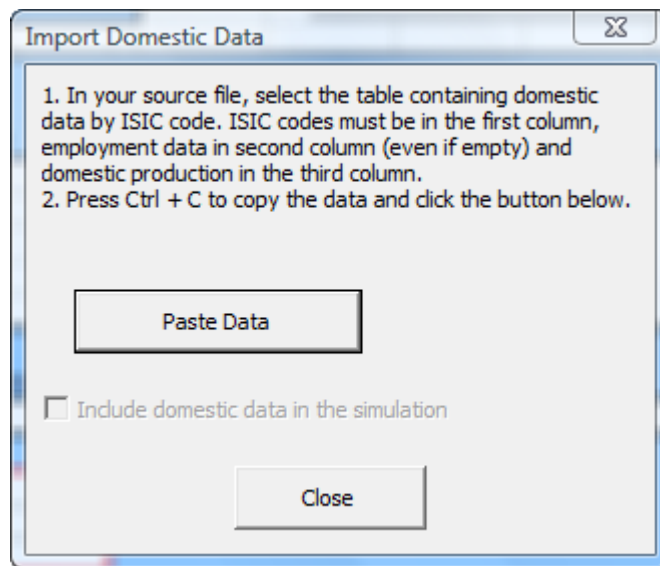 Import Domestic Data
1. In your source file, select the table containing domestic
data by ISIC code. ISIC codes must be in the first column,
employment data in second column (even if empty) and
domestic production in the third column.
2. Press Ctrl + C to copy the data and click the button below.
Paste Data
Include domestic data in the simulation
Close